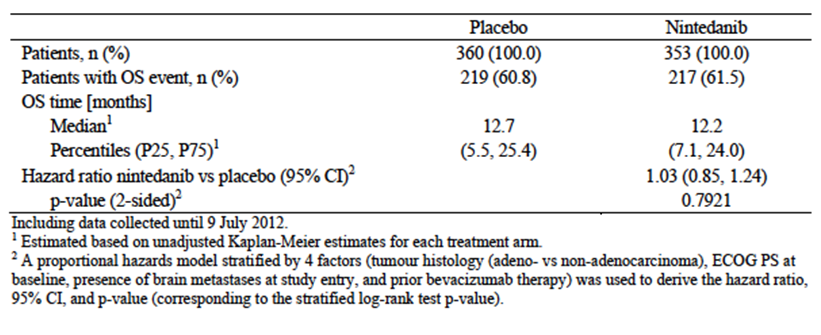 Placebo Nintedanib
Patients, n (%) 360 (100.0) 353 (100.0)
Patients with OS event, n (%) 219 (60.8) 217 (61.5)
OS time [months]
Median¹ 12.7 12.2
Percentiles (P25, P75)¹ (5.5, 25.4) (7.1, 24.0)
Hazard ratio nintedanib vs placebo (95% CI)² 1.03 (0.85, 1.24)
p-value (2-sided)² 0.7921
Including data collected until 9 July 2012.
¹ Estimated based on unadjusted Kaplan-Meier estimates for each treatment arm.
² A proportional hazards model stratified by 4 factors (tumour histology (adeno- vs non-adenocarcinoma), ECOG PS at
baseline, presence of brain metastases at study entry, and prior bevacizumab therapy) was used to derive the hazard ratio,
95% CI, and p-value (corresponding to the stratified log-rank test p-value).